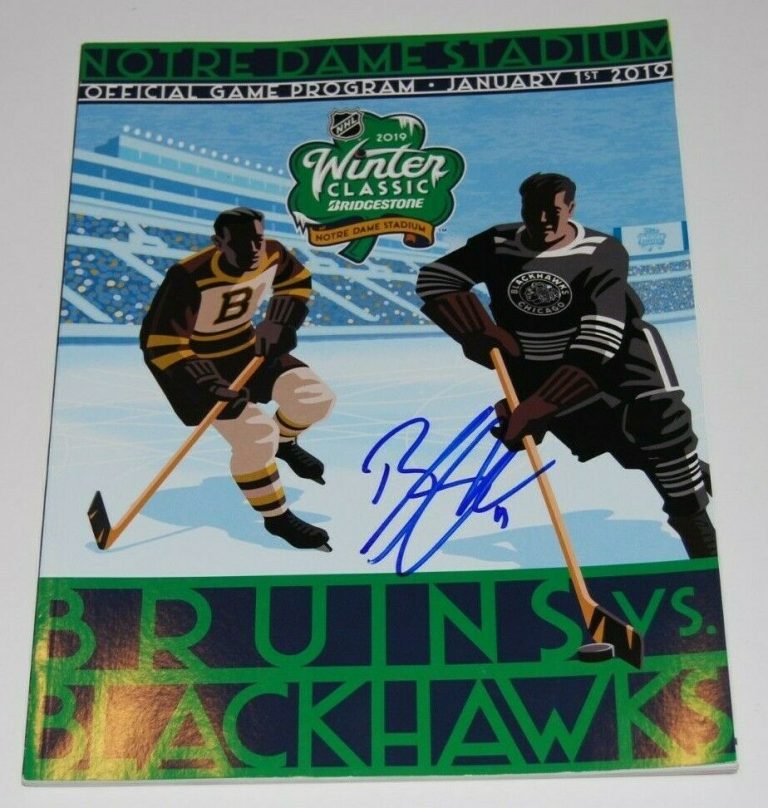 NOTRE DAME STADIUM
OFFICIAL GAME PROGRAM • JANUARY 1ST 2019
NHL
2019
Winter
CLASSIC
BRIDGESTONE
NOTRE DAME STADIUM
B
BLACKHAWKS
CHICAGO
BRUINS VS.
BLACKHAWKS